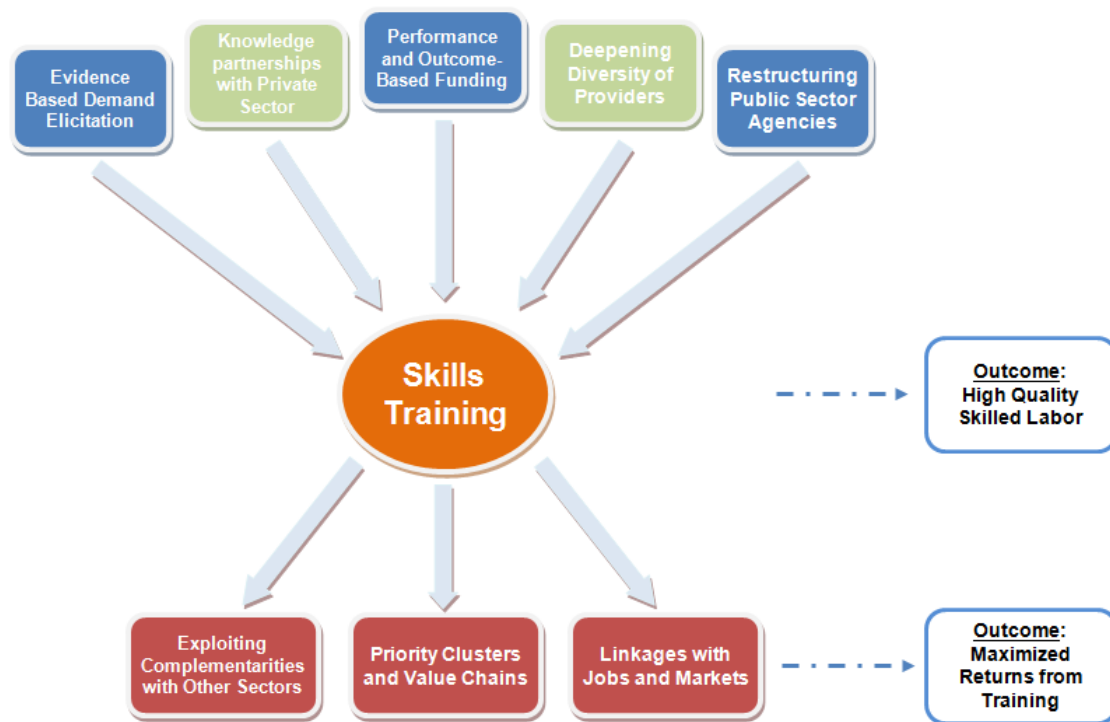 Evidence
Based Demand
Elicitation
Knowledge
partnerships
with Private
Sector
Performance
and Outcome-
Based Funding
Deepening
Diversity of
Providers
Restructuring
Public Sector
Agencies
Skills
Training
Outcome:
High Quality
Skilled Labor
Exploiting
Complementarities
with Other Sectors
Priority Clusters
and Value Chains
Linkages with
Jobs and Markets
Outcome:
Maximized
Returns from
Training